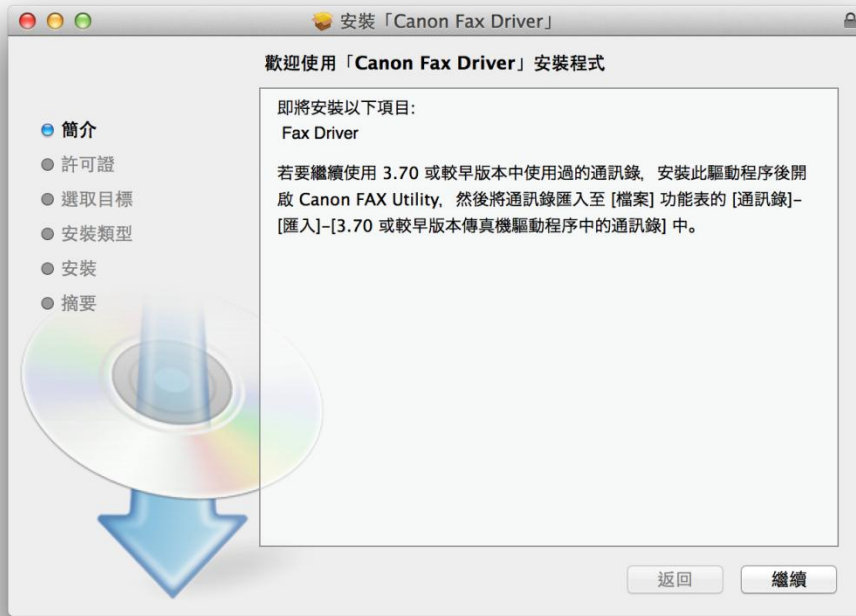 安裝「Canon Fax Driver」
歡迎使用「Canon Fax Driver」安裝程式
簡介
許可證
選取目標
安裝類型
安裝
摘要
即將安裝以下項目:
Fax Driver
若要繼續使用 3.70 或較早版本中使用過的通訊錄，安裝此驅動程序後開
啟 Canon FAX Utility，然後將通訊錄匯入至 [檔案] 功能表的 [通訊錄]–
[匯入]–[3.70 或較早版本傳真機驅動程序中的通訊錄] 中。
返回
繼續